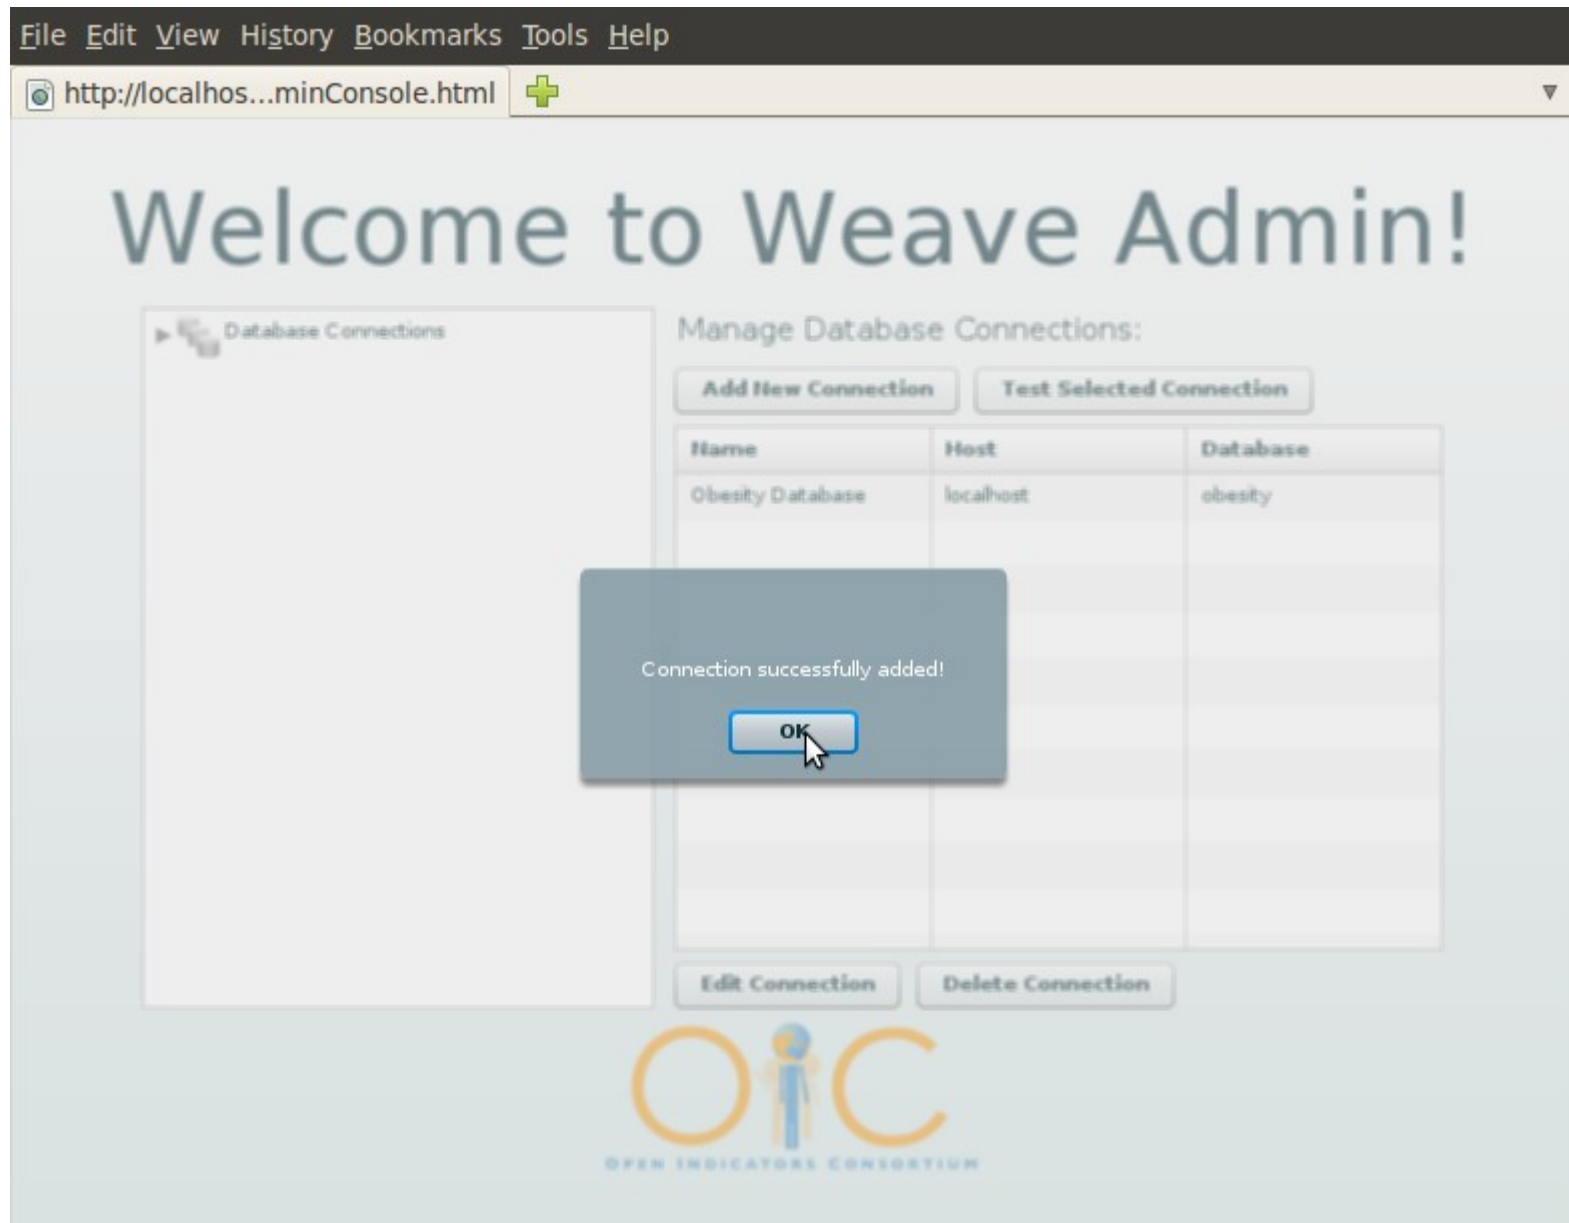 File Edit View History Bookmarks Tools Help
http://localhos...minConsole.html
Welcome to Weave Admin!
Database Connections
Manage Database Connections:
Add New Connection Test Selected Connection
Name Host Database
Obesity Database localhost obesity
Connection successfully added!
OK
Edit Connection Delete Connection
OiC
OPEN INDICATORS CONSORTIUM